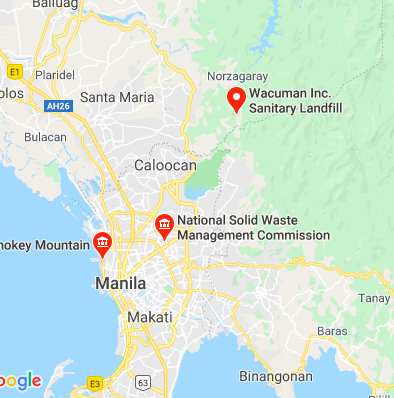 Baliuag
E1
Plaridel
Norzagaray
olos
AH26
Santa Maria
Wacuman Inc.
Sanitary Landfill
Bulacan
Caloocan
National Solid Waste
Management Commission
nokey Mountain
Manila
Tanay
Makati
Baras
oogle
E3
63
Binangonan